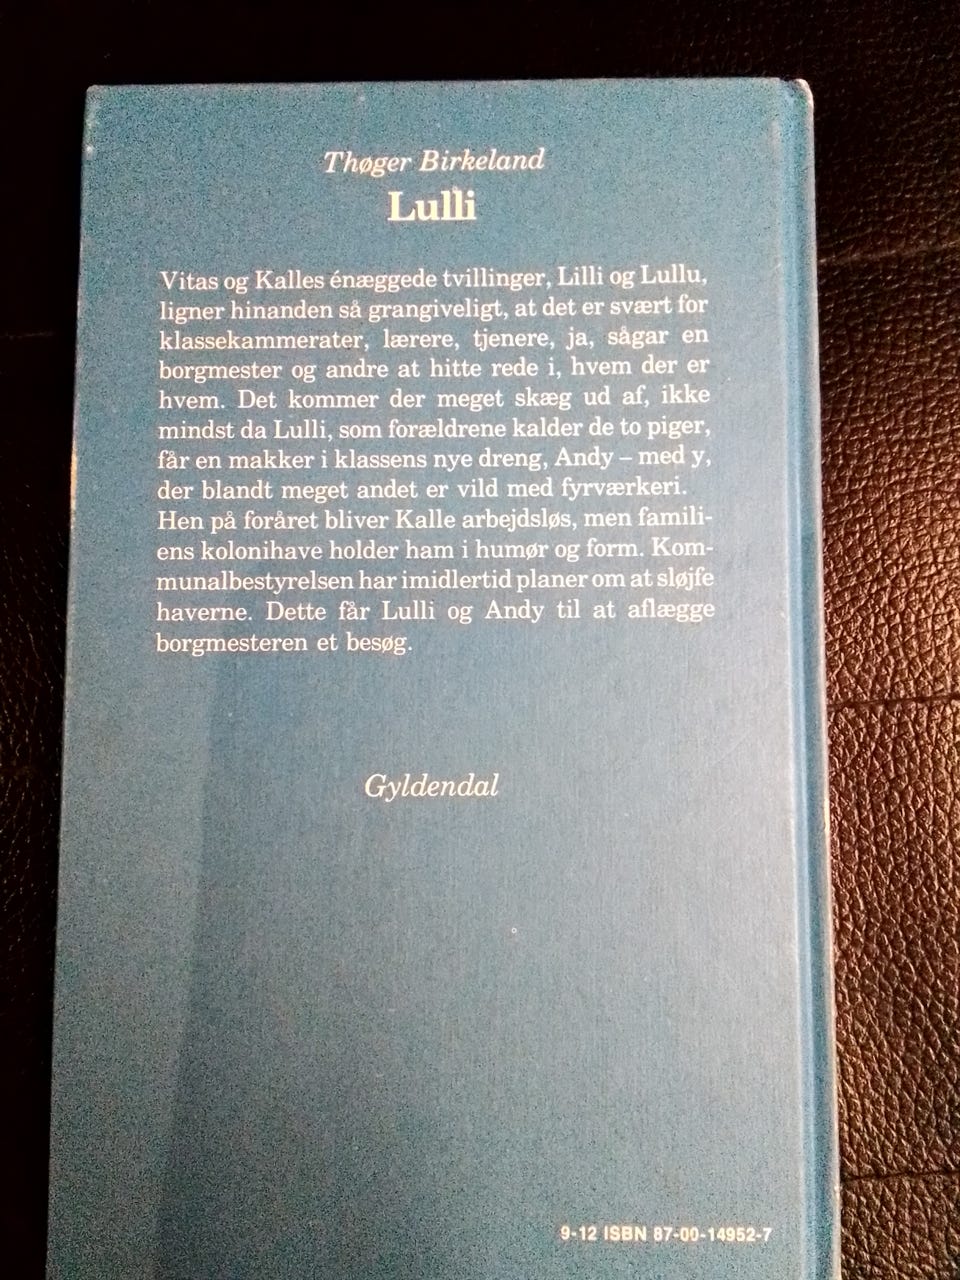 Thøger Birkeland
Lulli
Vitas og Kalles énæggede tvillinger, Lilli og Lullu,
ligner hinanden så grangiveligt, at det er svært for
klassekammerater, lærere, tjenere, ja, sågar en
borgmester og andre at hitte rede i, hvem der er
hvem. Det kommer der meget skæg ud af, ikke
mindst da Lulli, som forældrene kalder de to piger,
får en makker i klassens nye dreng, Andy – med y,
der blandt meget andet er vild med fyrværkeri.
Hen på foråret bliver Kalle arbejdsløs, men famili-
ens kolonihave holder ham i humør og form. Kom-
munalbestyrelsen har imidlertid planer om at sløjfe
haverne. Dette får Lulli og Andy til at aflægge
borgmesteren et besøg.
Gyldendal
9-12 ISBN 87-00-14952-7